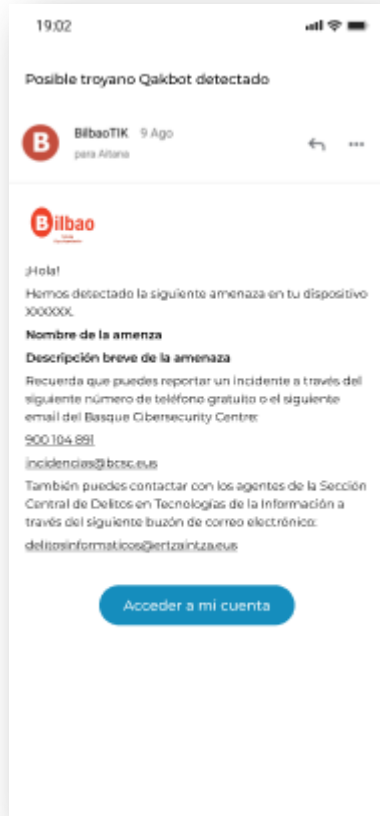 19:02
Posible troyano Qakbot detectado
B
BilbaoTIK 9 Ago
para Aitana
Bilbao
¡Hola!
Hemos detectado la siguiente amenaza en tu dispositivo
XXXXXX.
Nombre de la amenza
Descripción breve de la amenaza
Recuerda que puedes reportar un incidente a través del
siguiente número de teléfono gratuito o el siguiente
email del Basque Cibersecurity Centre:
900 104 891
incidencias@bcsc.eus
También puedes contactar con los agentes de la Sección
Central de Delitos en Tecnologías de la Información a
través del siguiente buzón de correo electrónico:
delitosinformaticos@ertzaintza.eus
Acceder a mi cuenta